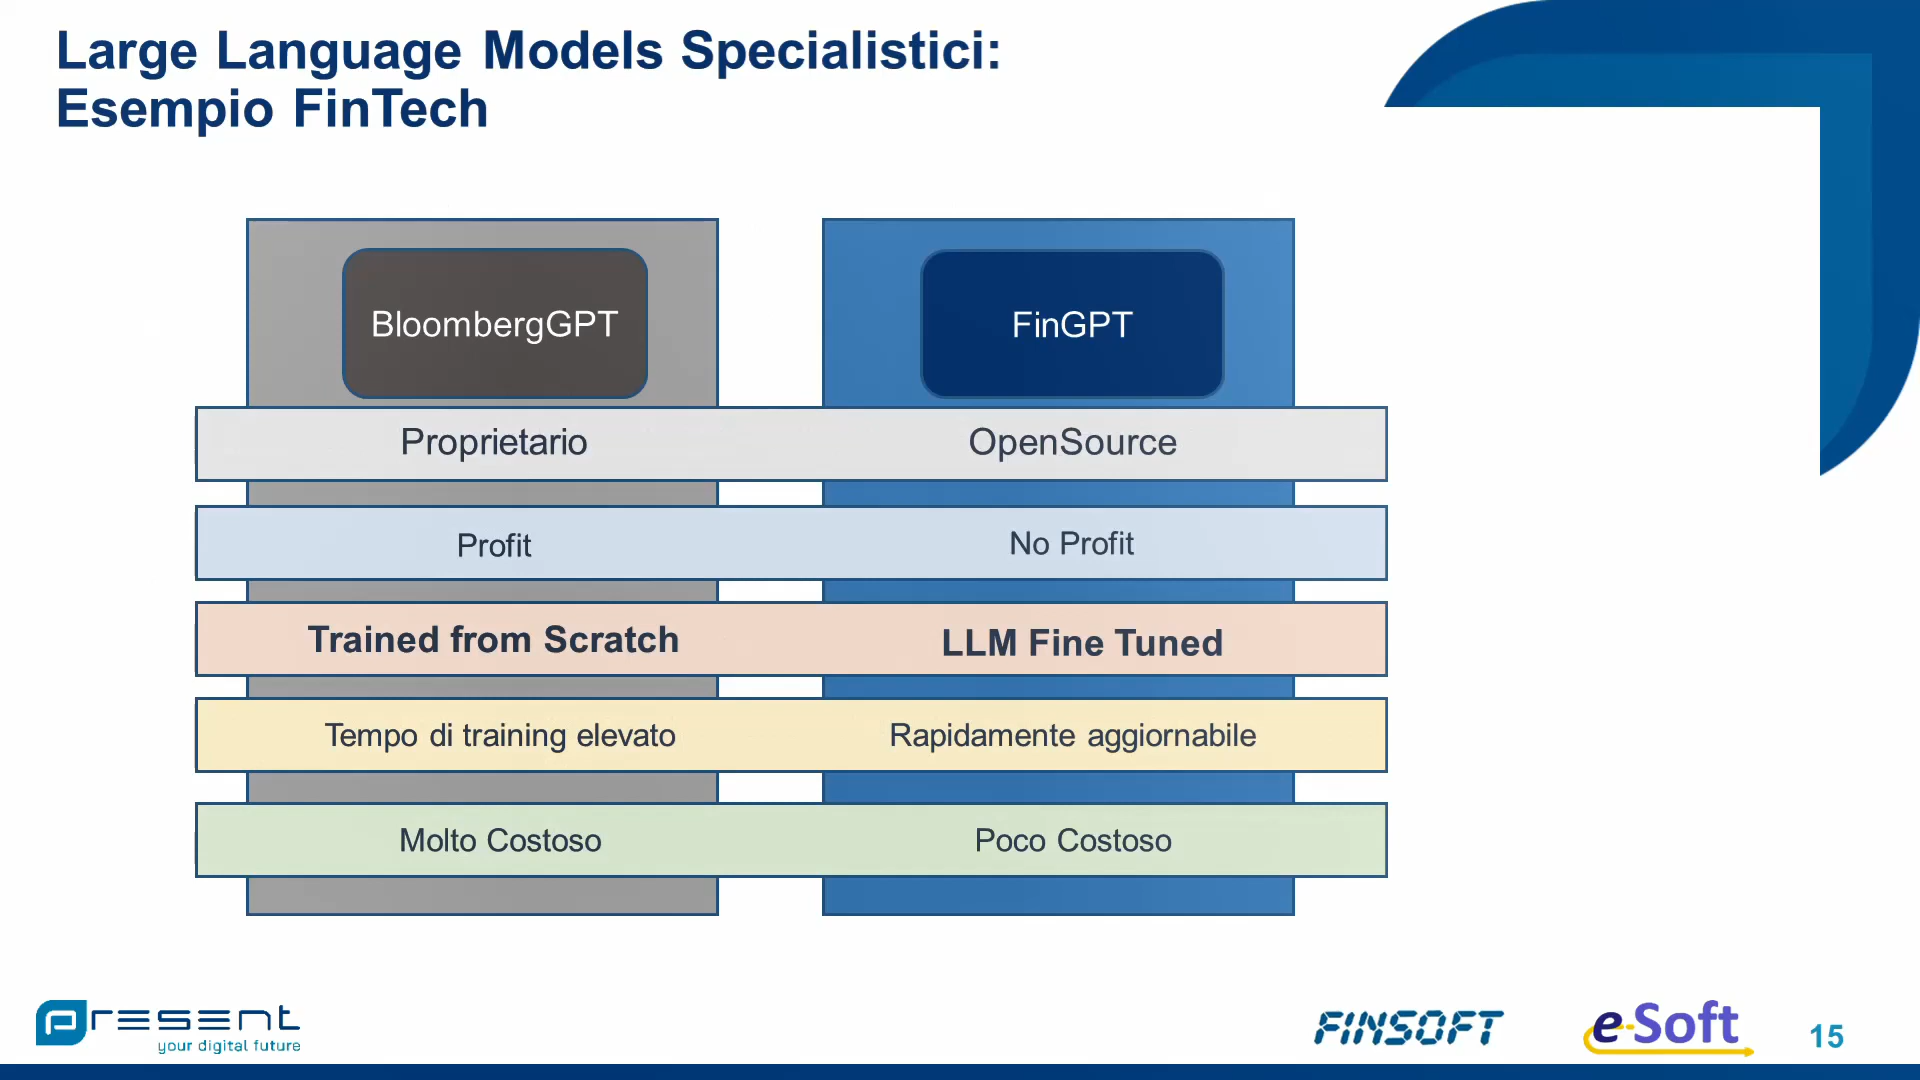 Large Language Models Specialistici:
Esempio FinTech
BloombergGPT
FinGPT
Proprietario
OpenSource
Profit
No Profit
Trained from Scratch
LLM Fine Tuned
Tempo di training elevato
Rapidamente aggiornabile
Molto Costoso
Poco Costoso
Present
your digital future
FINSOFT
e-Soft
15